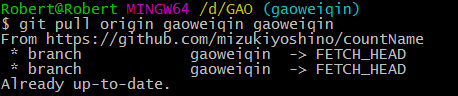 Robert@Robert MINGW64 /d/GAO (gaoweiqin)
$ git pull origin gaoweiqin gaoweiqin
From https://github.com/mizukiyoshino/countName
 * branch            gaoweiqin  -> FETCH_HEAD
 * branch            gaoweiqin  -> FETCH_HEAD
Already up-to-date.